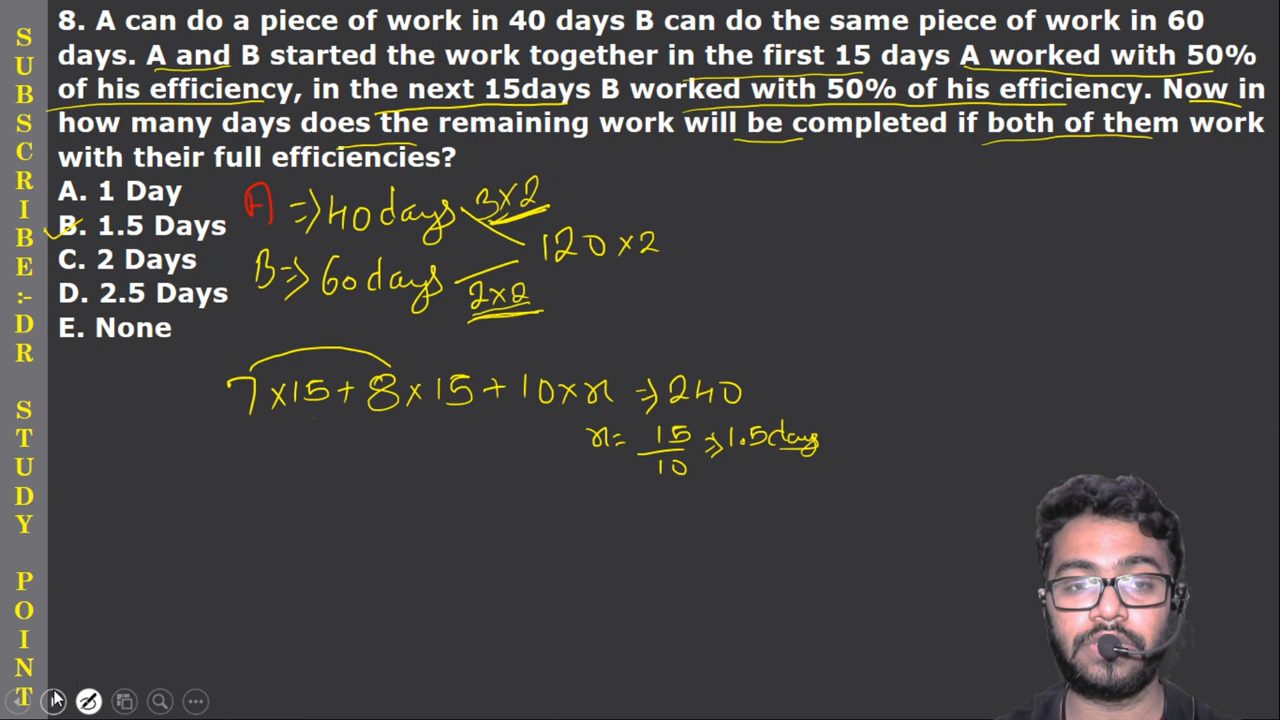 SUBSCRIBE:-DR STUDY POINT
8. A can do a piece of work in 40 days B can do the same piece of work in 60
days. A and B started the work together in the first 15 days A worked with 50%
of his efficiency, in the next 15days B worked with 50% of his efficiency. Now in
how many days does the remaining work will be completed if both of them work
with their full efficiencies?
A. 1 Day
B. 1.5 Days
C. 2 Days
D. 2.5 Days
E. None
A ⇒ 40 days 3×2
120×2
B ⇒ 60 days 2×2
7×15+8×15+10×x ⇒ 240
x= 15/10 ⇒ 1.5 days